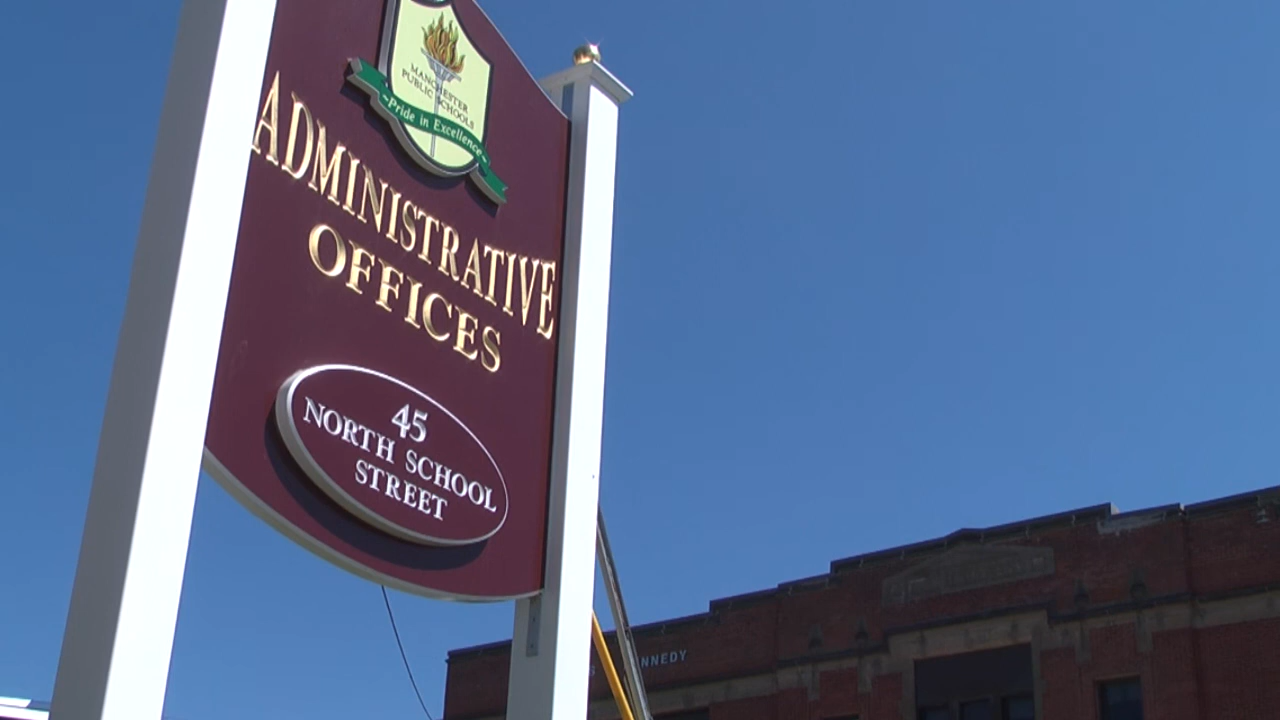 MANCHESTER
PUBLIC SCHOOLS
~Pride in Excellence~
ADMINISTRATIVE
OFFICES
45
NORTH SCHOOL
STREET
NNEDY